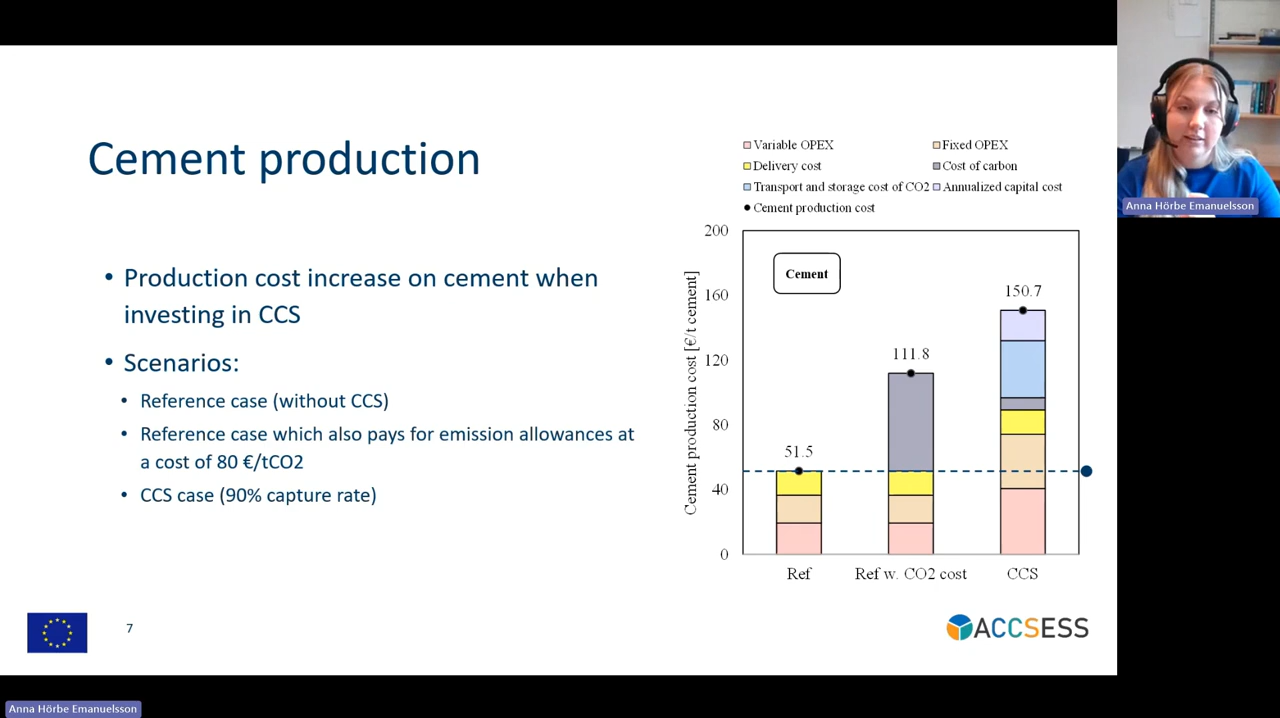 Cement production
• Production cost increase on cement when
investing in CCS
• Scenarios:
• Reference case (without CCS)
• Reference case which also pays for emission allowances at
a cost of 80 €/tCO2
• CCS case (90% capture rate)
Variable OPEX
Fixed OPEX
Delivery cost
Cost of carbon
Transport and storage cost of CO2
Annualized capital cost
Cement production cost
Cement production cost [€/t cement]
200
160
120
80
40
0
Cement
51.5
111.8
150.7
Ref
Ref w. CO2 cost
CCS
7
ACCSESS
Anna Hörbe Emanuelsson
Anna Hörbe Emanuelsson